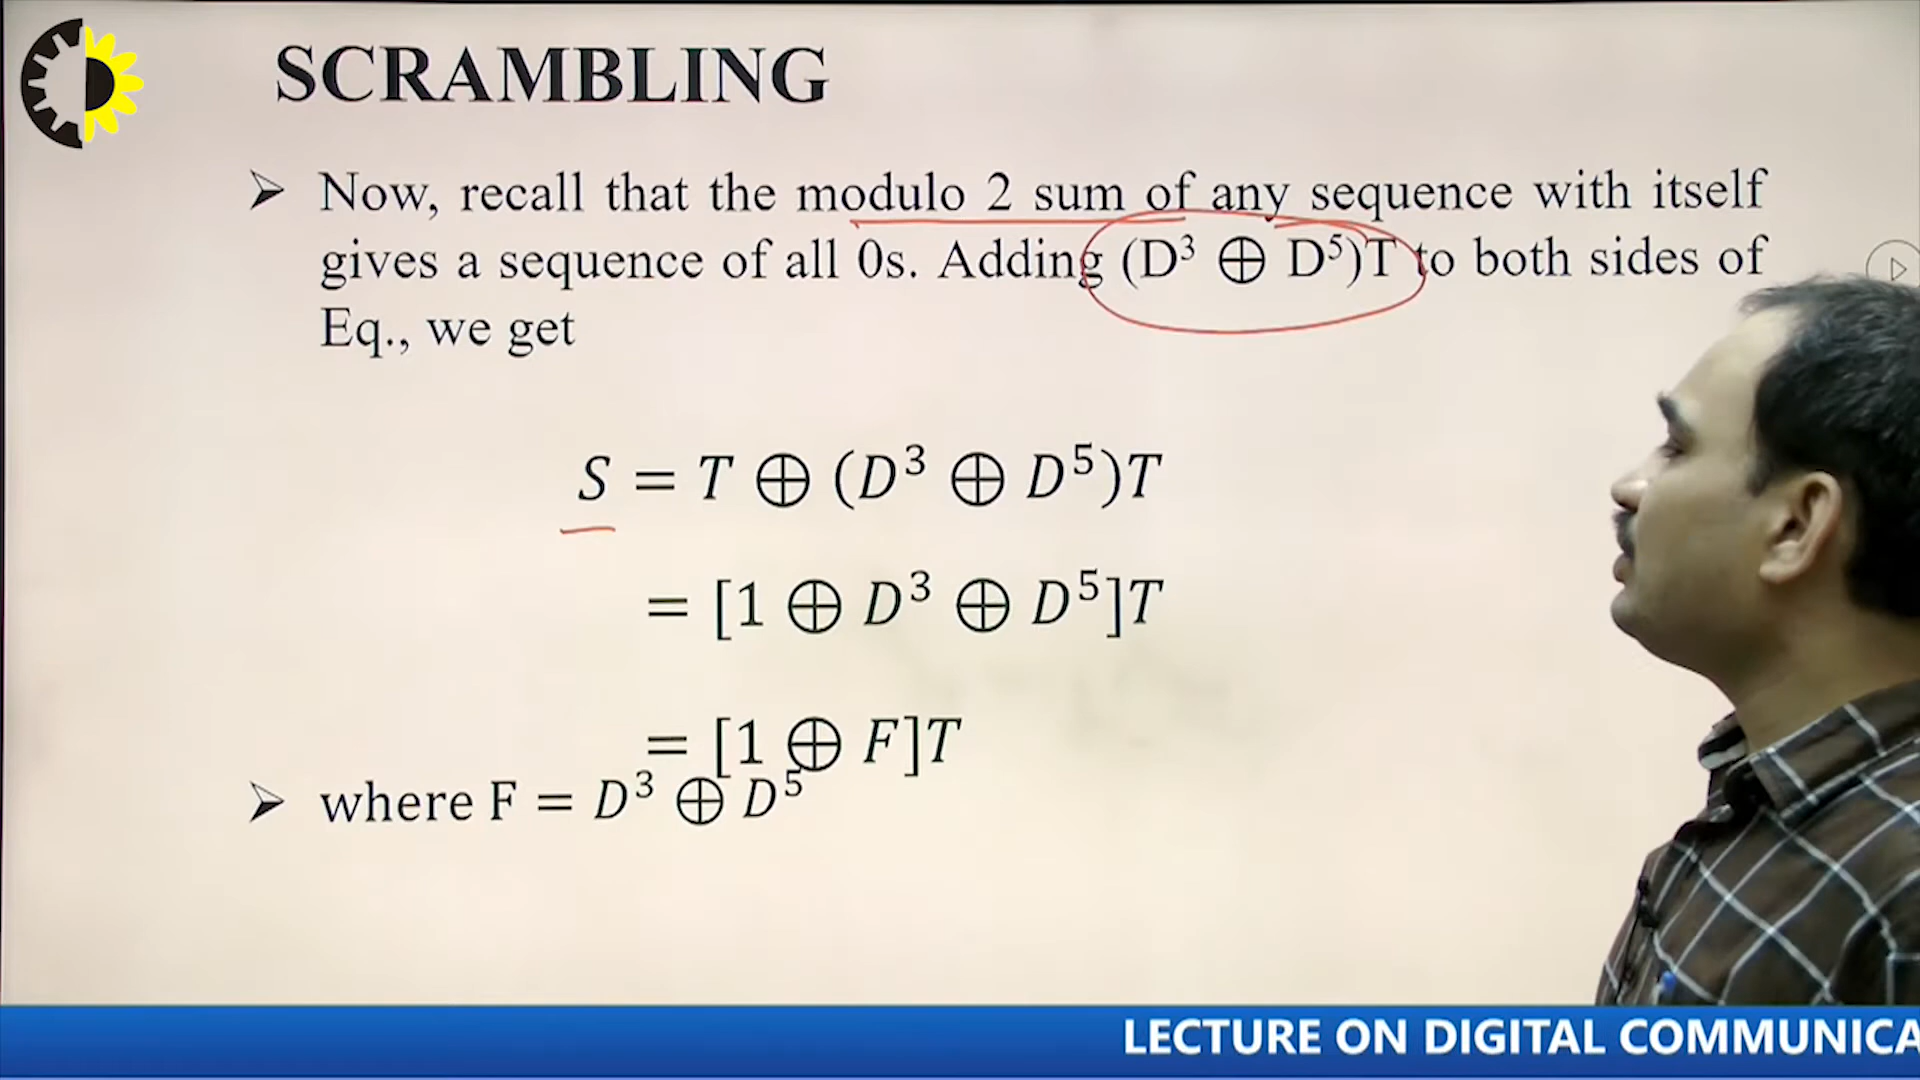 SCRAMBLING
➢ Now, recall that the modulo 2 sum of any sequence with itself
gives a sequence of all 0s. Adding (D³ ⊕ D⁵)T to both sides of
Eq., we get
S = T ⊕ (D³ ⊕ D⁵)T
= [1 ⊕ D³ ⊕ D⁵]T
= [1 ⊕ F]T
➢ where F = D³ ⊕ D⁵
LECTURE ON DIGITAL COMMUNICA